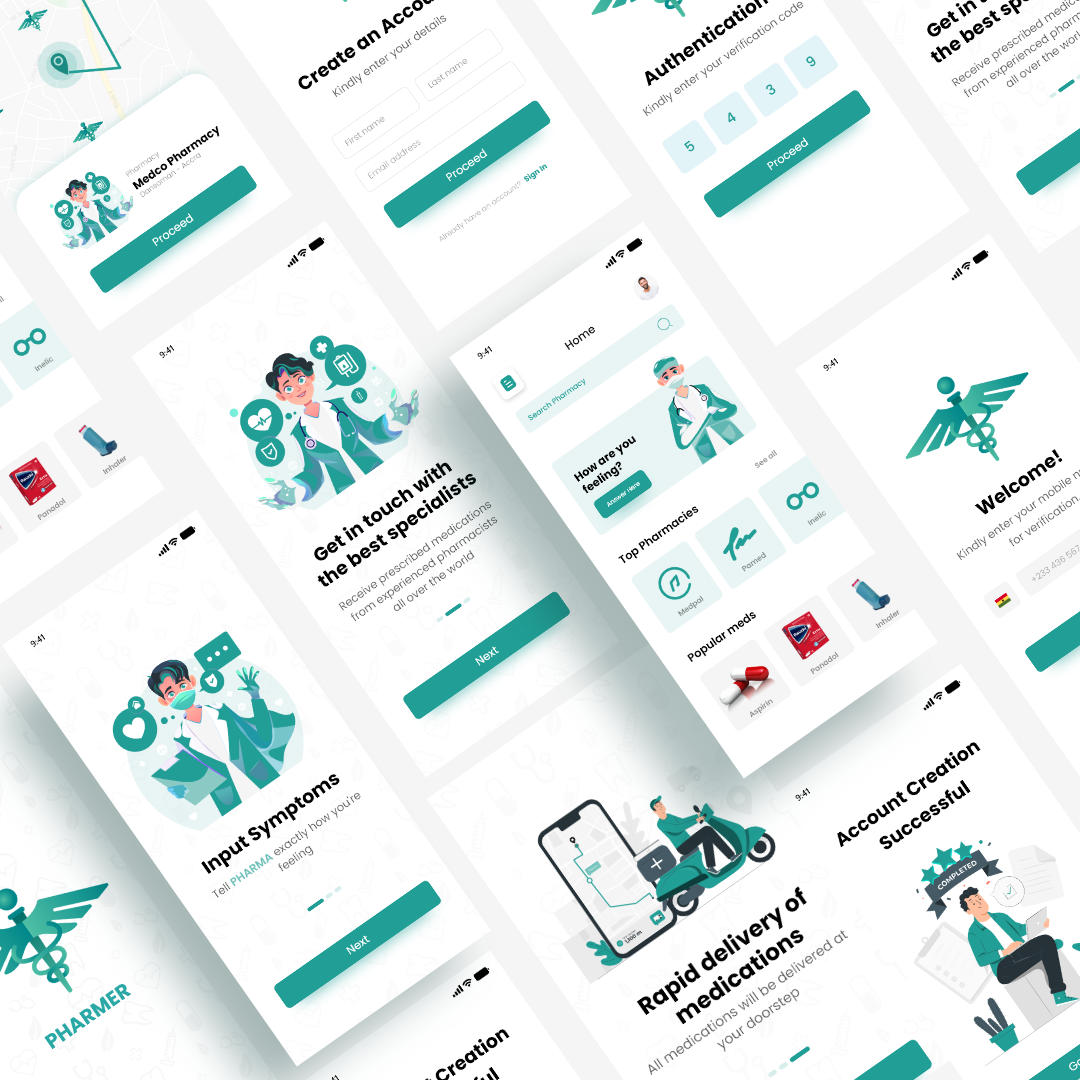 Create an Accou
Kindly enter your details
First name
Last name
Email address
Proceed
Already have an account? Sign In
Authentication
Kindly enter your verification code
5
4
3
9
Proceed
Get in t
the best spe
Receive prescribed medic
from experienced pharm
all over the
Pharmacy
Medco Pharmacy
Dansoman - Accra
Proceed
Inelic
Panadol
Inhaler
9:41
Get in touch with
the best specialists
Receive prescribed medications
from experienced pharmacists
all over the world
Next
9:41
Home
Search Pharmacy
How are you
feeling?
Answer Here
See all
Top Pharmacies
Medpal
Pamed
Inelic
Popular meds
Aspirin
Panadol
Inhaler
9:41
Welcome!
Kindly enter your mobile n
for verification.
+233 436 567
9:41
Input Symptoms
Tell PHARMA exactly how you're
feeling
Next
PHARMER
Rapid delivery of
medications
All medications will be delivered at
your doorstep
9:41
Account Creation
Successful
COMPLETED
Go
9:41
t Creation
ful